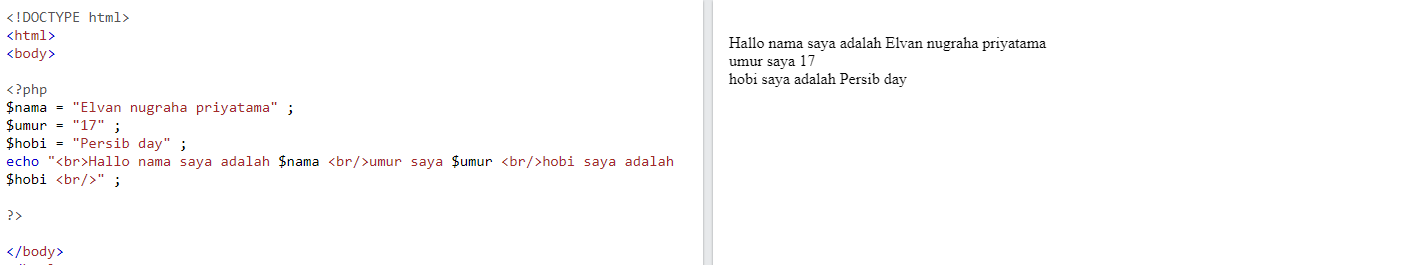 <!DOCTYPE html>
<html>
<body>
<?php
$nama = "Elvan nugraha priyatama" ;
$umur = "17" ;
$hobi = "Persib day" ;
echo "<br>Hallo nama saya adalah $nama <br/>umur saya $umur <br/>hobi saya adalah
$hobi <br/>" ;
?>
</body>
Hallo nama saya adalah Elvan nugraha priyatama
umur saya 17
hobi saya adalah Persib day